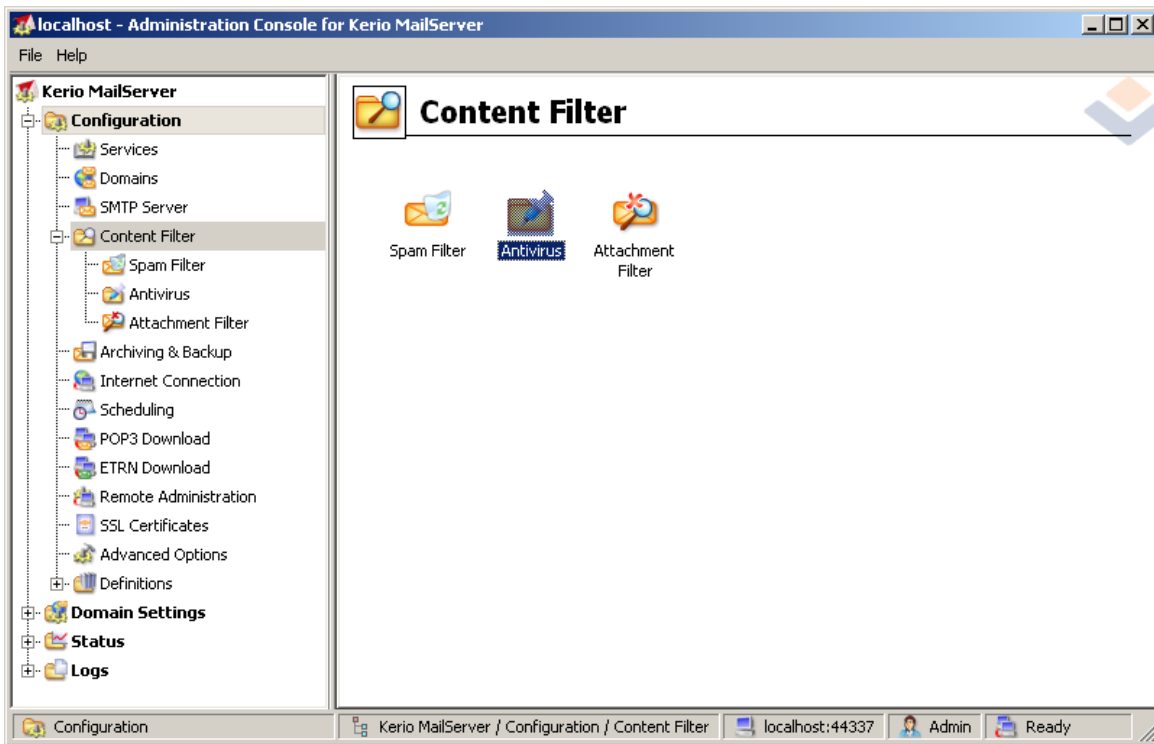 localhost - Administration Console for Kerio MailServer
File Help
Kerio MailServer
Configuration
Services
Domains
SMTP Server
Content Filter
Spam Filter
Antivirus
Attachment Filter
Archiving & Backup
Internet Connection
Scheduling
POP3 Download
ETRN Download
Remote Administration
SSL Certificates
Advanced Options
Definitions
Domain Settings
Status
Logs
Content Filter
Spam Filter
Antivirus
Attachment
Filter
Configuration
Kerio MailServer / Configuration / Content Filter
localhost:44337
Admin
Ready